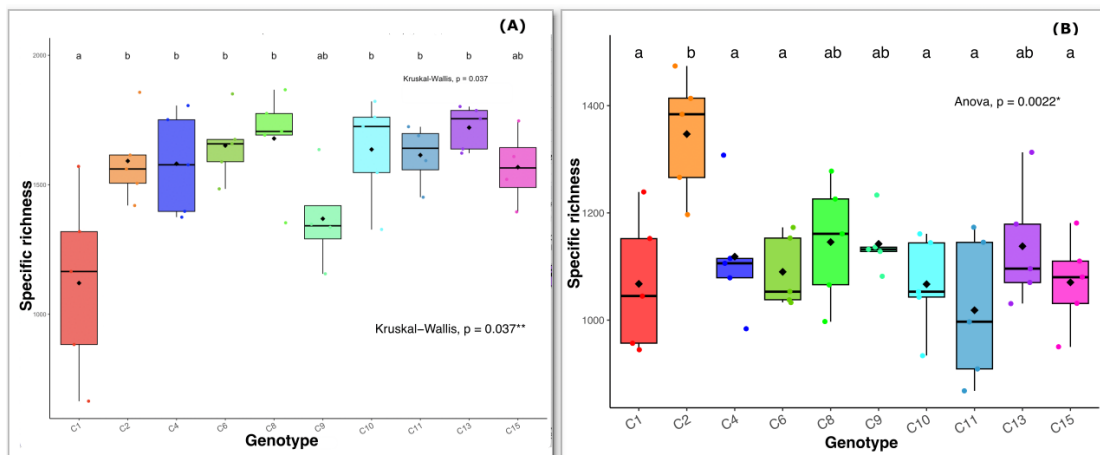 (A)
2000
a b b b b ab b b b ab
Kruskal-Wallis, p = 0.037
1500
Specific richness
1000
Kruskal–Wallis, p = 0.037**
C1 C2 C4 C6 C8 C9 C10 C11 C13 C15
Genotype
(B)
a b a a ab ab a a ab a
Anova, p = 0.0022*
1400
1200
Specific richness
1000
C1 C2 C4 C6 C8 C9 C10 C11 C13 C15
Genotype